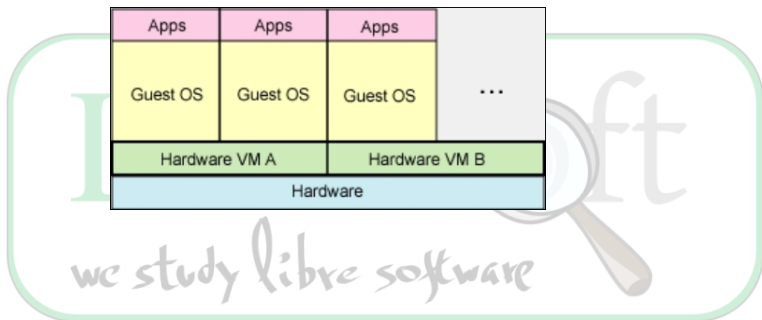 Apps Apps Apps
Guest OS Guest OS Guest OS ...
Hardware VM A Hardware VM B
Hardware
we study libre software